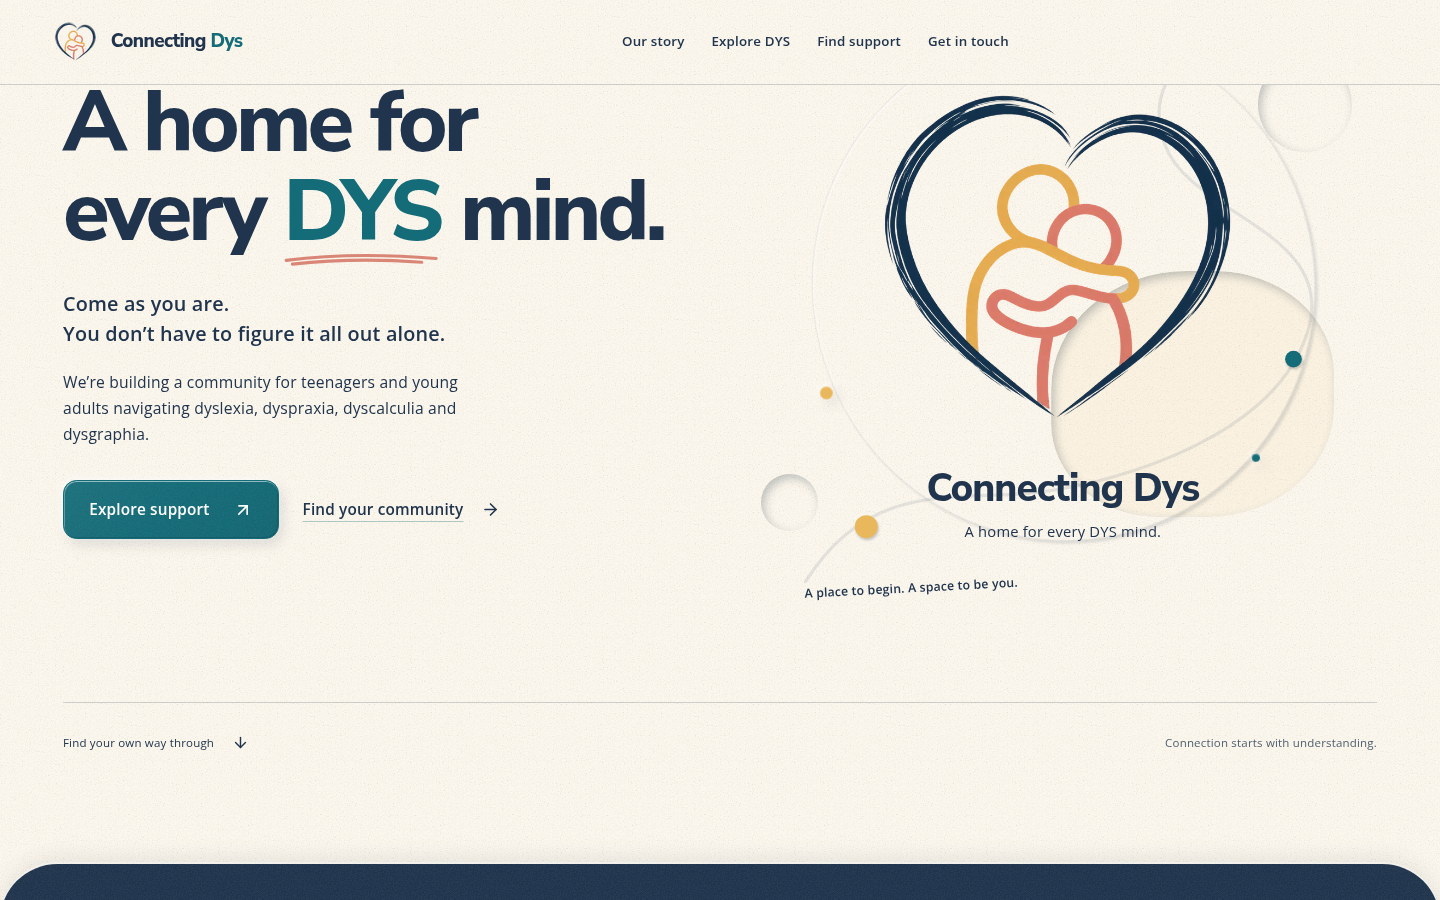 Connecting Dys
Our story
Explore DYS
Find support
Get in touch
A home for
every DYS mind.
Come as you are.
You don’t have to figure it all out alone.
We’re building a community for teenagers and young
adults navigating dyslexia, dyspraxia, dyscalculia and
dysgraphia.
Explore support
Find your community
Connecting Dys
A home for every DYS mind.
A place to begin. A space to be you.
Find your own way through
Connection starts with understanding.